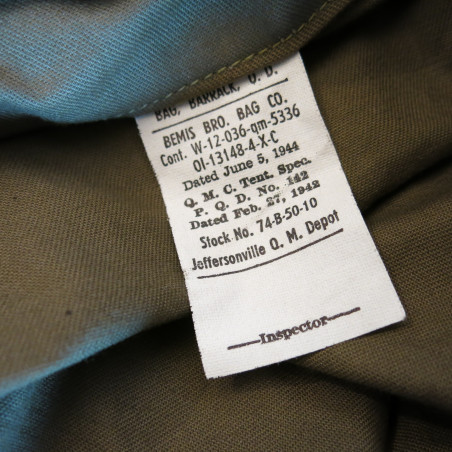 BAG, BARRACK, O. D.
BEMIS BRO. BAG CO.
Cont. W-12-036-qm-5336
OI-13148-4-X-C
Dated June 5, 1944
Q. M. C. Tent. Spec.
P. Q. D. No. 142
Dated Feb. 27, 1942
Stock No. 74-B-50-10
Jeffersonville Q. M. Depot
Inspector